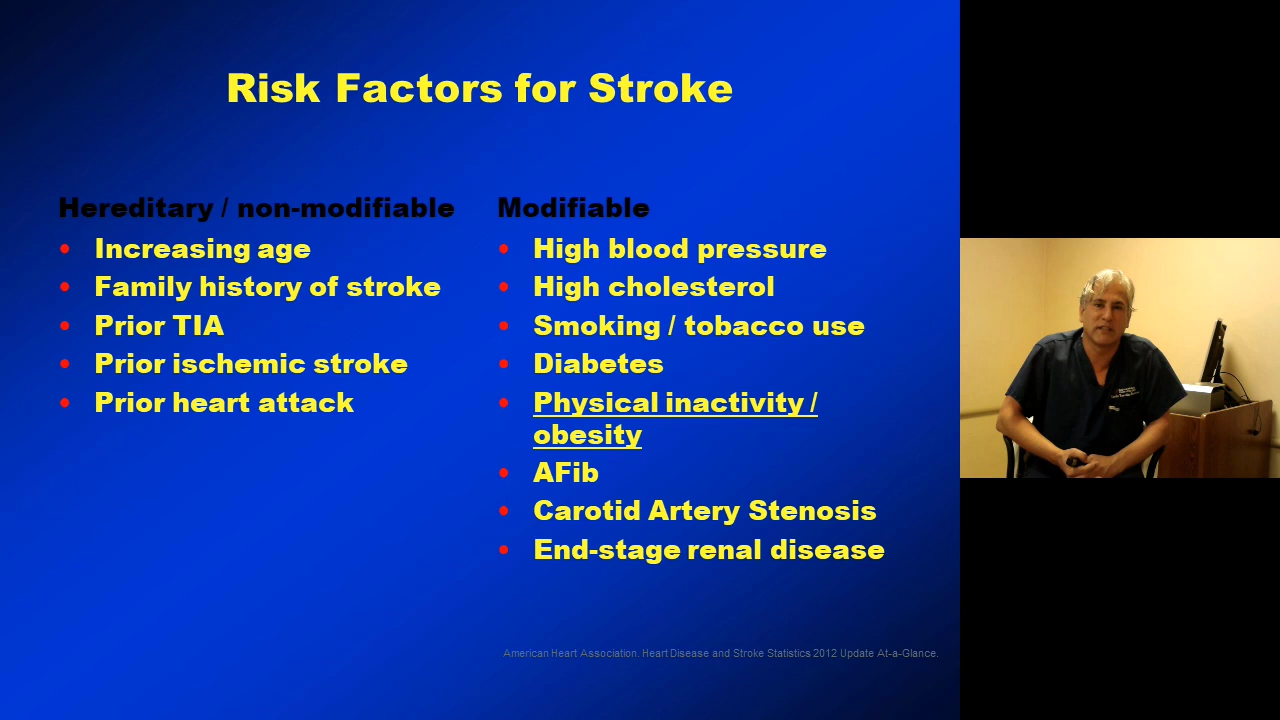 Risk Factors for Stroke
Hereditary / non-modifiable
• Increasing age
• Family history of stroke
• Prior TIA
• Prior ischemic stroke
• Prior heart attack
Modifiable
• High blood pressure
• High cholesterol
• Smoking / tobacco use
• Diabetes
• Physical inactivity /
obesity
• AFib
• Carotid Artery Stenosis
• End-stage renal disease
American Heart Association. Heart Disease and Stroke Statistics 2012 Update At-a-Glance.